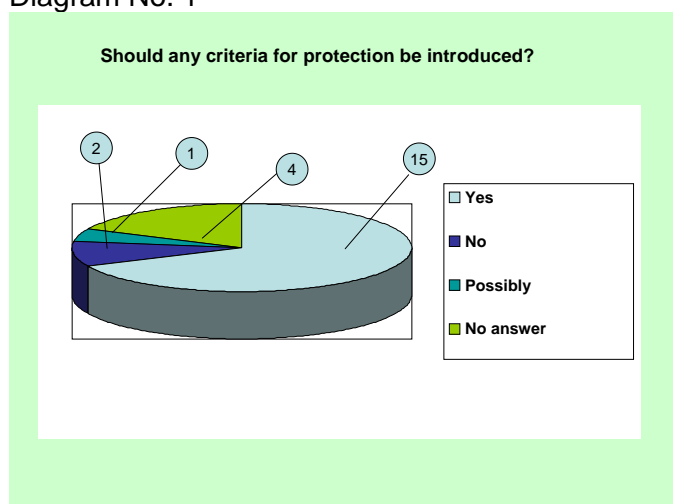 Diagram No. 1
Should any criteria for protection be introduced?
2
1
4
15
Yes
No
Possibly
No answer